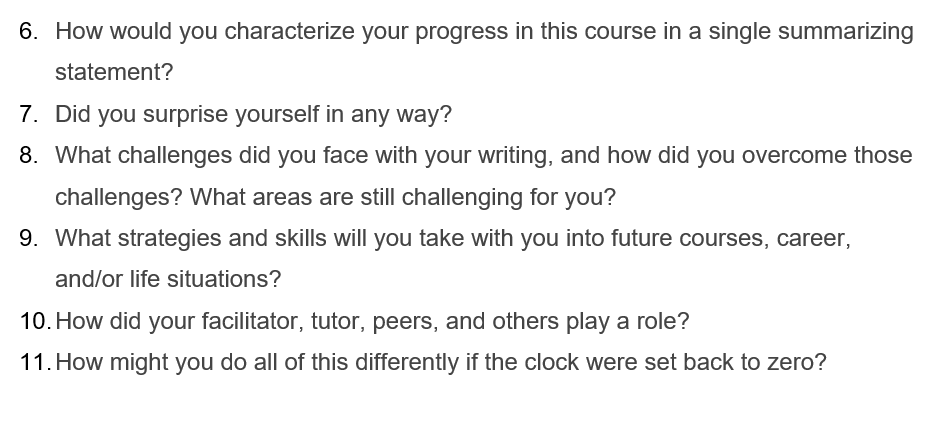 6. How would you characterize your progress in this course in a single summarizing
statement?
7. Did you surprise yourself in any way?
8. What challenges did you face with your writing, and how did you overcome those
challenges? What areas are still challenging for you?
9. What strategies and skills will you take with you into future courses, career,
and/or life situations?
10. How did your facilitator, tutor, peers, and others play a role?
11. How might you do all of this differently if the clock were set back to zero?